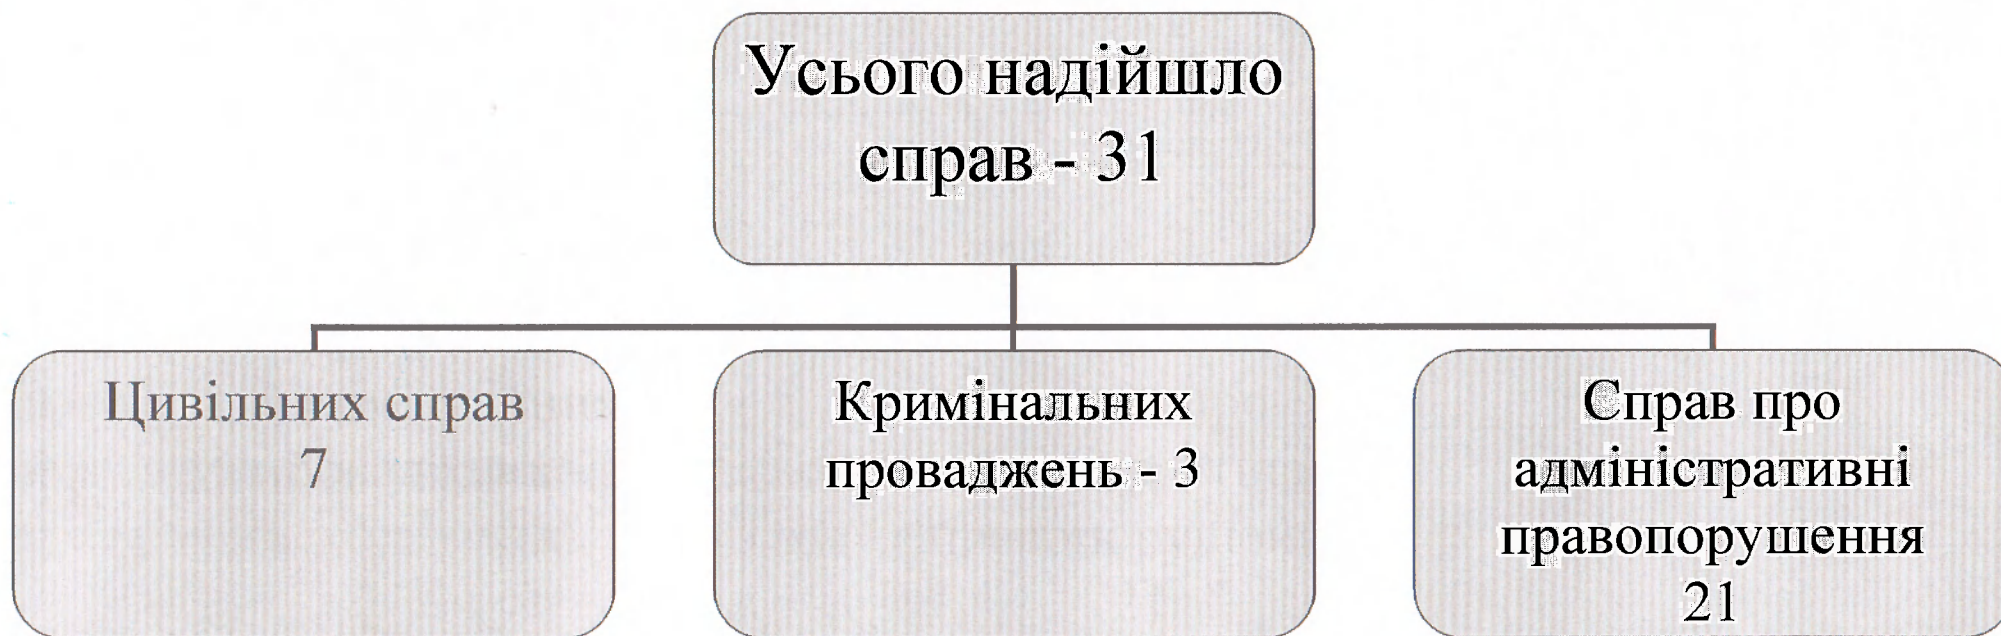 Усього надійшло
справ - 31
Цивільних справ
7
Кримінальних
проваджень - 3
Справ про
адміністративні
правопорушення
21